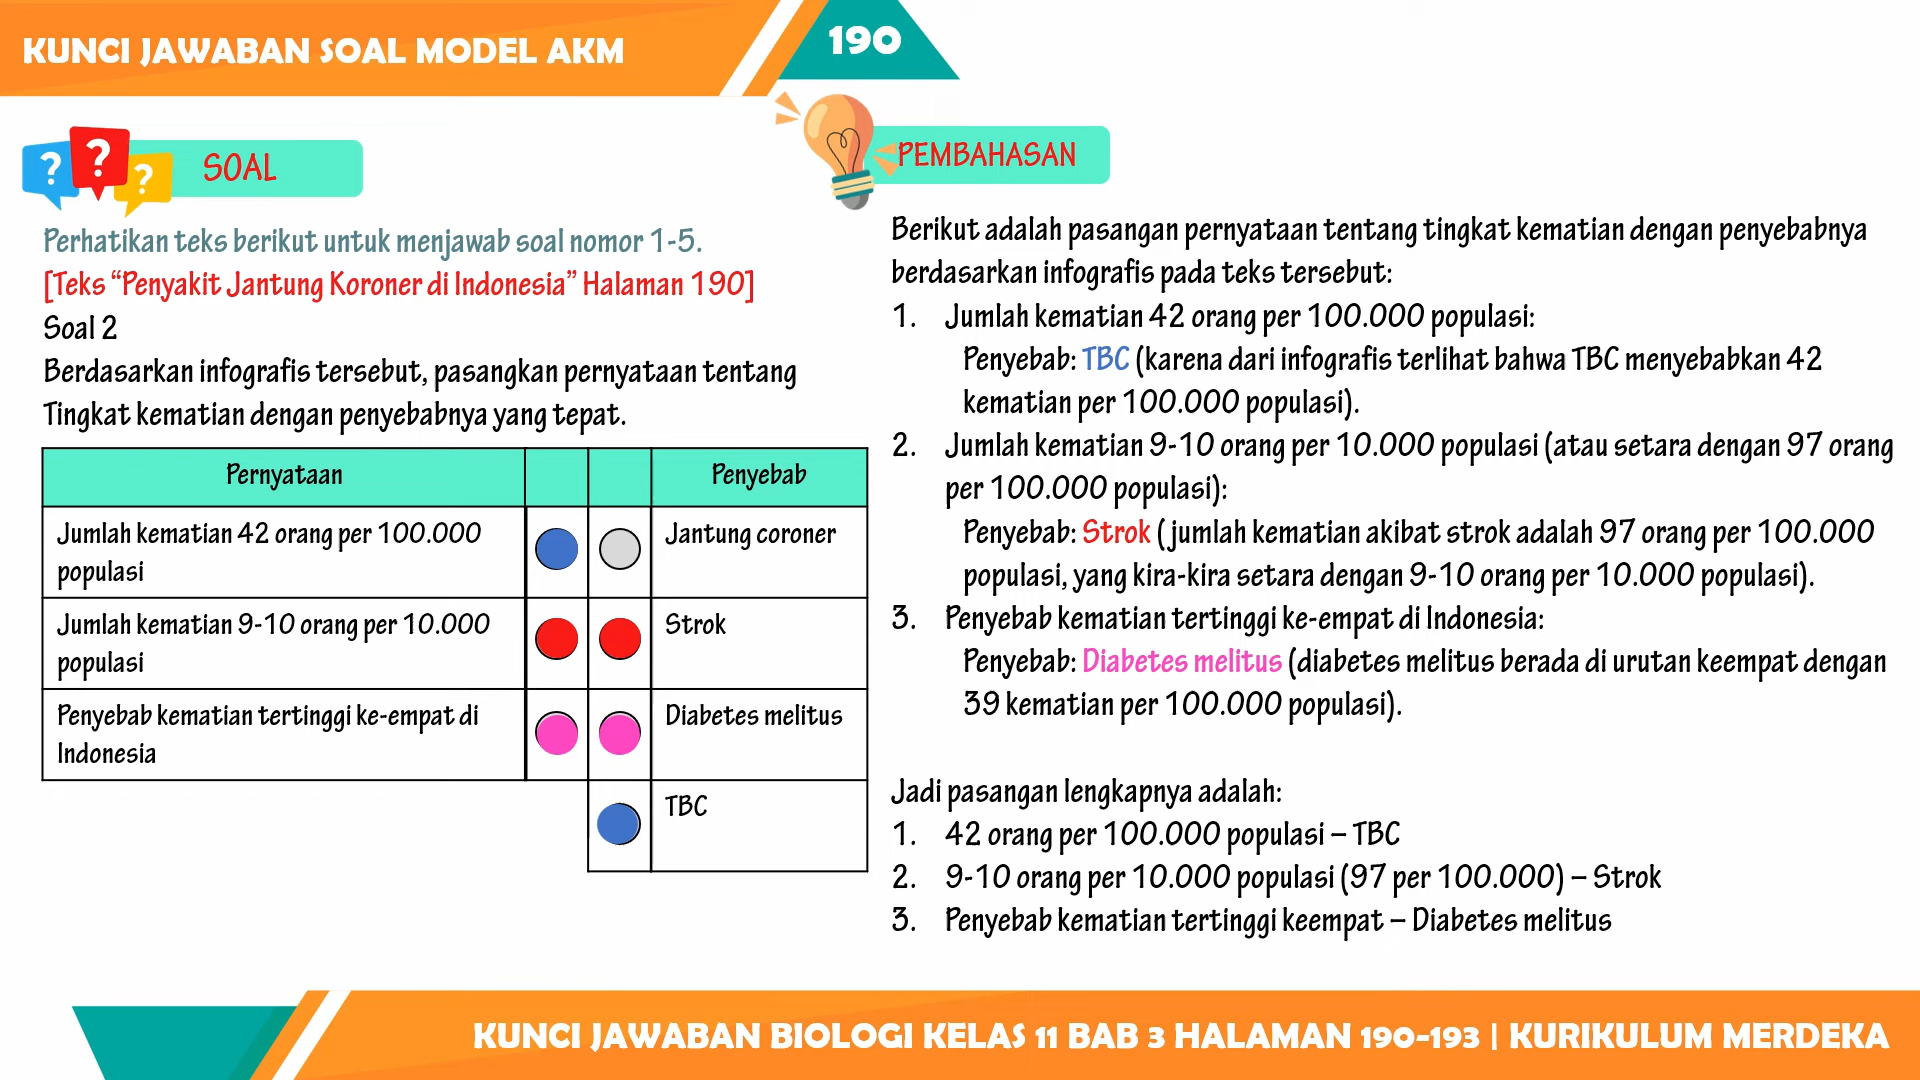 KUNCI JAWABAN SOAL MODEL AKM
190
? ? ?
SOAL
Perhatikan teks berikut untuk menjawab soal nomor 1-5.
[Teks “Penyakit Jantung Koroner di Indonesia” Halaman 190]
Soal 2
Berdasarkan infografis tersebut, pasangkan pernyataan tentang
Tingkat kematian dengan penyebabnya yang tepat.
Pernyataan Penyebab
Jumlah kematian 42 orang per 100.000
populasi
Jantung coroner
Jumlah kematian 9-10 orang per 10.000
populasi
Strok
Penyebab kematian tertinggi ke-empat di
Indonesia
Diabetes melitus
TBC
PEMBAHASAN
Berikut adalah pasangan pernyataan tentang tingkat kematian dengan penyebabnya
berdasarkan infografis pada teks tersebut:
1. Jumlah kematian 42 orang per 100.000 populasi:
Penyebab: TBC (karena dari infografis terlihat bahwa TBC menyebabkan 42
kematian per 100.000 populasi).
2. Jumlah kematian 9-10 orang per 10.000 populasi (atau setara dengan 97 orang
per 100.000 populasi):
Penyebab: Strok (jumlah kematian akibat strok adalah 97 orang per 100.000
populasi, yang kira-kira setara dengan 9-10 orang per 10.000 populasi).
3. Penyebab kematian tertinggi ke-empat di Indonesia:
Penyebab: Diabetes melitus (diabetes melitus berada di urutan keempat dengan
39 kematian per 100.000 populasi).
Jadi pasangan lengkapnya adalah:
1. 42 orang per 100.000 populasi – TBC
2. 9-10 orang per 10.000 populasi (97 per 100.000) – Strok
3. Penyebab kematian tertinggi keempat – Diabetes melitus
KUNCI JAWABAN BIOLOGI KELAS 11 BAB 3 HALAMAN 190-193 | KURIKULUM MERDEKA